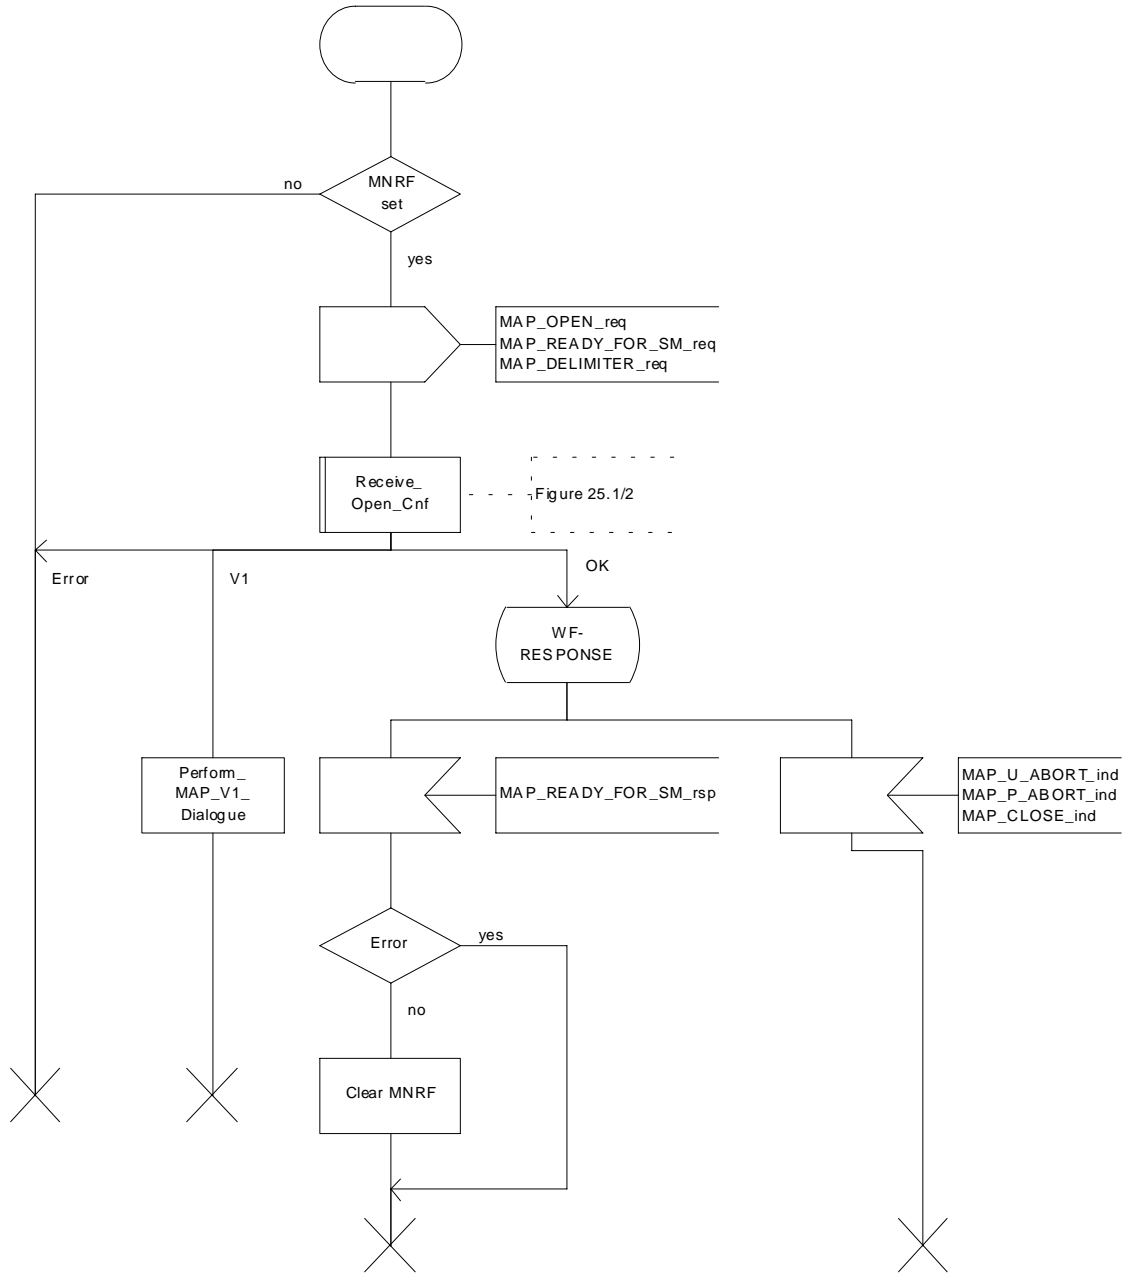 no
MNRF
set
yes
MAP_OPEN_req
MAP_READY_FOR_SM_req
MAP_DELIMITER_req
Receive_
Open_Cnf
Figure 25.1/2
Error
V1
OK
WF-
RESPONSE
Perform_
MAP_V1_
Dialogue
MAP_READY_FOR_SM_rsp
MAP_U_ABORT_ind
MAP_P_ABORT_ind
MAP_CLOSE_ind
Error
yes
no
Clear MNRF